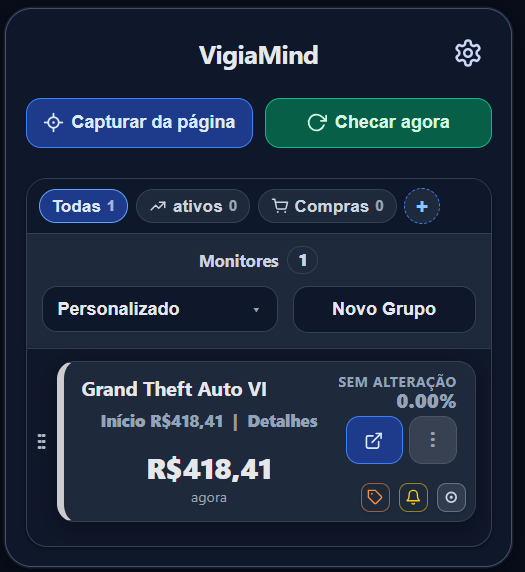 VigiaMind
Capturar da página
Checar agora
Todas 1
ativos 0
Compras 0
+
Monitores 1
Personalizado
Novo Grupo
Grand Theft Auto VI
SEM ALTERAÇÃO
0.00%
Início R$418,41 | Detalhes
R$418,41
agora